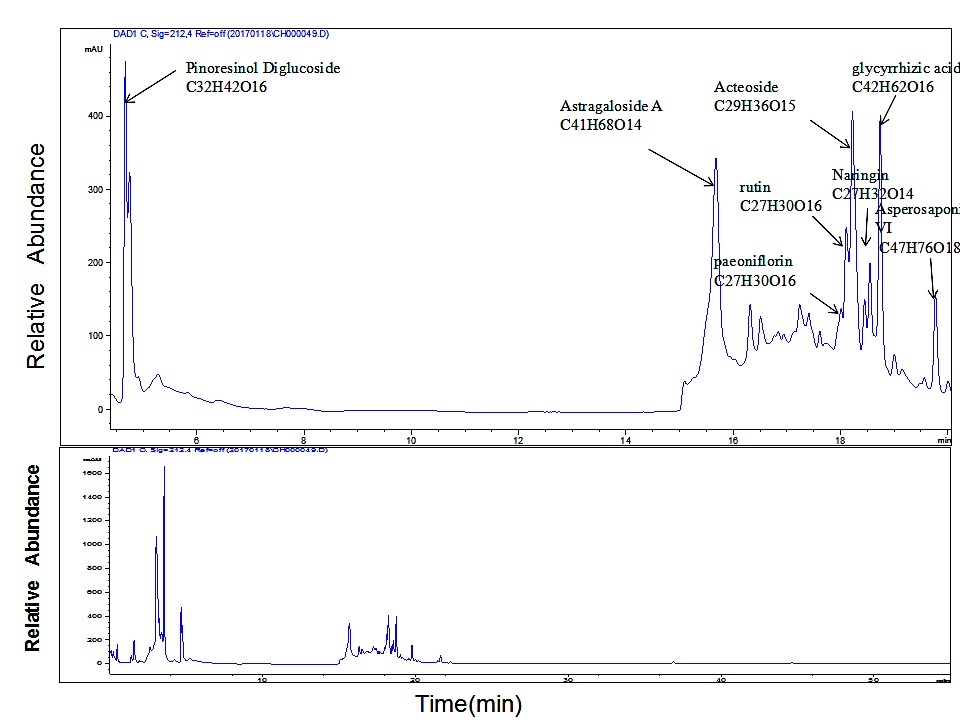 DAD1 C, Sig=212,4 Ref=off (20170118\CH000049.D)
mAU
Pinoresinol Diglucoside
C32H42O16
glycyrrhizic acid
C42H62O16
Acteoside
C29H36O15
Astragaloside A
C41H68O14
Naringin
C27H32O14
rutin
C27H30O16
Asperosaponi
VI
C47H76O18
paeoniflorin
C27H30O16
400
300
200
100
0
Relative Abundance
6 8 10 12 14 16 18 min
DAD1 C, Sig=212,4 Ref=off (20170118\CH000049.D)
mAU
1600
1400
1200
1000
800
600
400
200
0
Relative Abundance
10 20 30 40 50 min
Time(min)